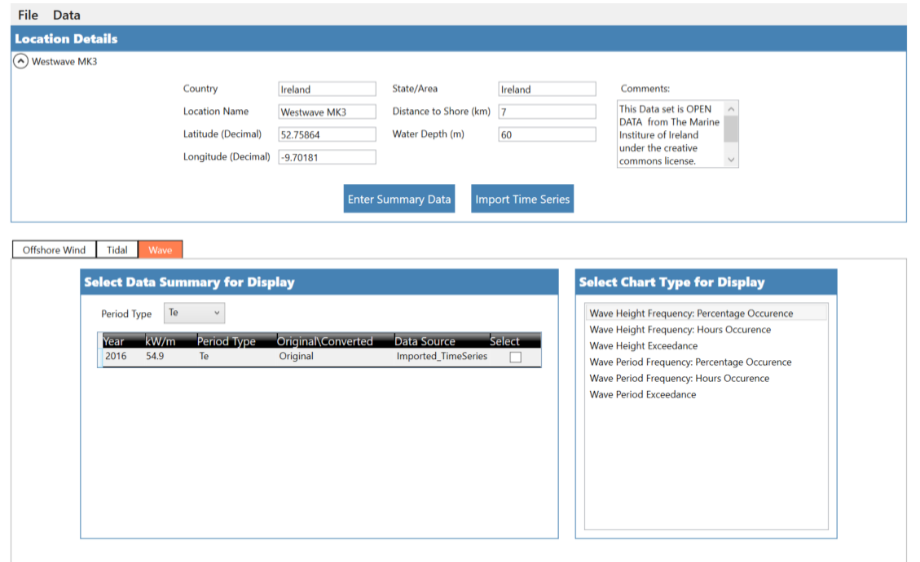 File Data
Location Details
Westwave MK3
Country Ireland State/Area Ireland Comments:
Location Name Westwave MK3 Distance to Shore (km) 7
Latitude (Decimal) 52.75864 Water Depth (m) 60
Longitude (Decimal) -9.70181
This Data set is OPEN
DATA from The Marine
Institiure of Ireland
under the creative
commons license.
Enter Summary Data Import Time Series
Offshore Wind Tidal Wave
Select Data Summary for Display
Period Type Te
Year kW/m Period Type Original\Converted Data Source Select
2016 54.9 Te Original Imported_TimeSeries
Select Chart Type for Display
Wave Height Frequency: Percentage Occurence
Wave Height Frequency: Hours Occurence
Wave Height Exceedance
Wave Period Frequency: Percentage Occurence
Wave Period Frequency: Hours Occurence
Wave Period Exceedance